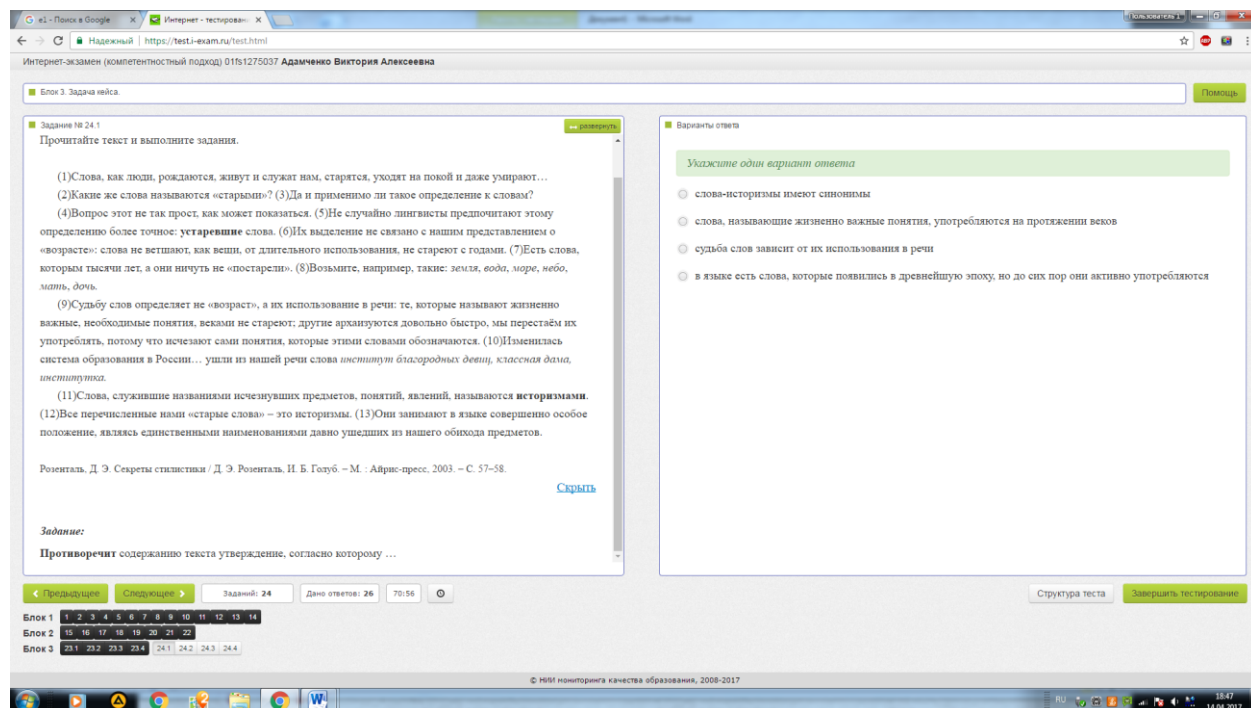 e1 - Поиск в Google
Интернет - тестирован
Надежный | https://test.i-exam.ru/test.html
Интернет-экзамен (компетентностный подход) 01fs1275037 Адамченко Виктория Алексеевна
Блок 3. Задача кейса.
Помощь
Задание № 24.1
развернуть
Прочитайте текст и выполните задания.
(1)Слова, как люди, рождаются, живут и служат нам, старятся, уходят на покой и даже умирают…
(2)Какие же слова называются «старыми»? (3)Да и применимо ли такое определение к словам?
(4)Вопрос этот не так прост, как может показаться. (5)Не случайно лингвисты предпочитают этому
определению более точное: устаревшие слова. (6)Их выделение не связано с нашим представлением о
«возрасте»: слова не ветшают, как вещи, от длительного использования, не стареют с годами. (7)Есть слова,
которым тысячи лет, а они ничуть не «постарели». (8)Возьмите, например, такие: земля, вода, море, небо,
мать, дочь.
(9)Судьбу слов определяет не «возраст», а их использование в речи: те, которые называют жизненно
важные, необходимые понятия, веками не стареют; другие архаизуются довольно быстро, мы перестаём их
употреблять, потому что исчезают сами понятия, которые этими словами обозначаются. (10)Изменилась
система образования в России… ушли из нашей речи слова институт благородных девиц, классная дама,
институтка.
(11)Слова, служившие названиями исчезнувших предметов, понятий, явлений, называются историзмами.
(12)Все перечисленные нами «старые слова» – это историзмы. (13)Они занимают в языке совершенно особое
положение, являясь единственными наименованиями давно ушедших из нашего обихода предметов.
Розенталь, Д. Э. Секреты стилистики / Д. Э. Розенталь, И. Б. Голуб. – М. : Айрис-пресс, 2003. – С. 57–58.
Скрыть
Задание:
Противоречит содержанию текста утверждение, согласно которому …
Варианты ответа
Укажите один вариант ответа
слова-историзмы имеют синонимы
слова, называющие жизненно важные понятия, употребляются на протяжении веков
судьба слов зависит от их использования в речи
в языке есть слова, которые появились в древнейшую эпоху, но до сих пор они активно употребляются
Предыдущее
Следующее
Заданий: 24
Дано ответов: 26
70:56
Структура теста
Завершить тестирование
Блок 1 1 2 3 4 5 6 7 8 9 10 11 12 13 14
Блок 2 15 16 17 18 19 20 21 22
Блок 3 23.1 23.2 23.3 23.4 24.1 24.2 24.3 24.4
© НИИ мониторинга качества образования, 2008-2017
RU
18:47
14.04.2017